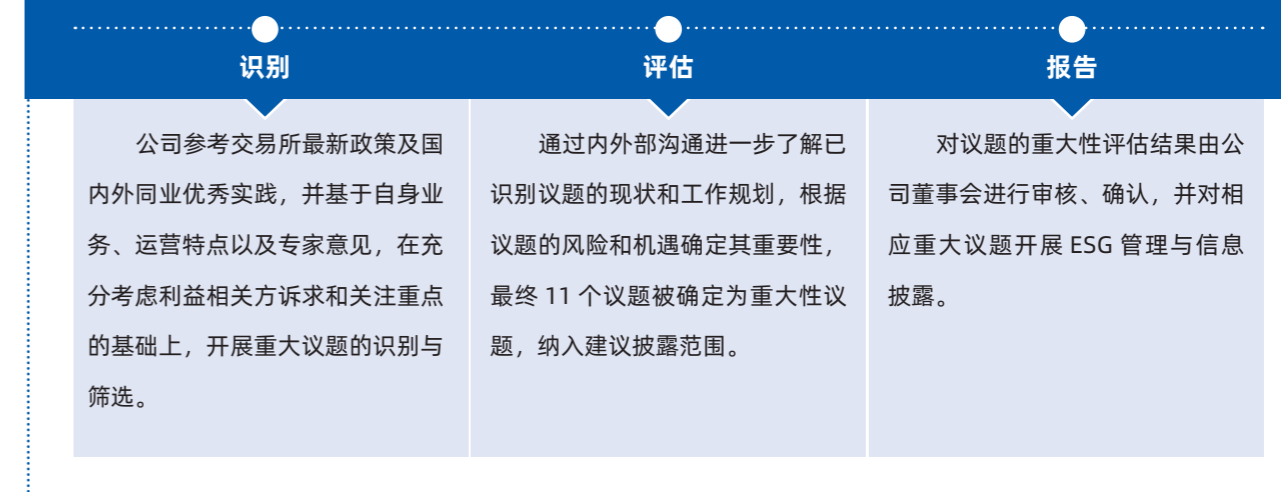 识别
公司参考交易所最新政策及国
内外同业优秀实践，并基于自身业
务、运营特点以及专家意见，在充
分考虑利益相关方诉求和关注重点
的基础上，开展重大议题的识别与
筛选。
评估
通过内外部沟通进一步了解已
识别议题的现状和工作规划，根据
议题的风险和机遇确定其重要性，
最终 11 个议题被确定为重大性议
题，纳入建议披露范围。
报告
对议题的重大性评估结果由公
司董事会进行审核、确认，并对相
应重大议题开展 ESG 管理与信息
披露。